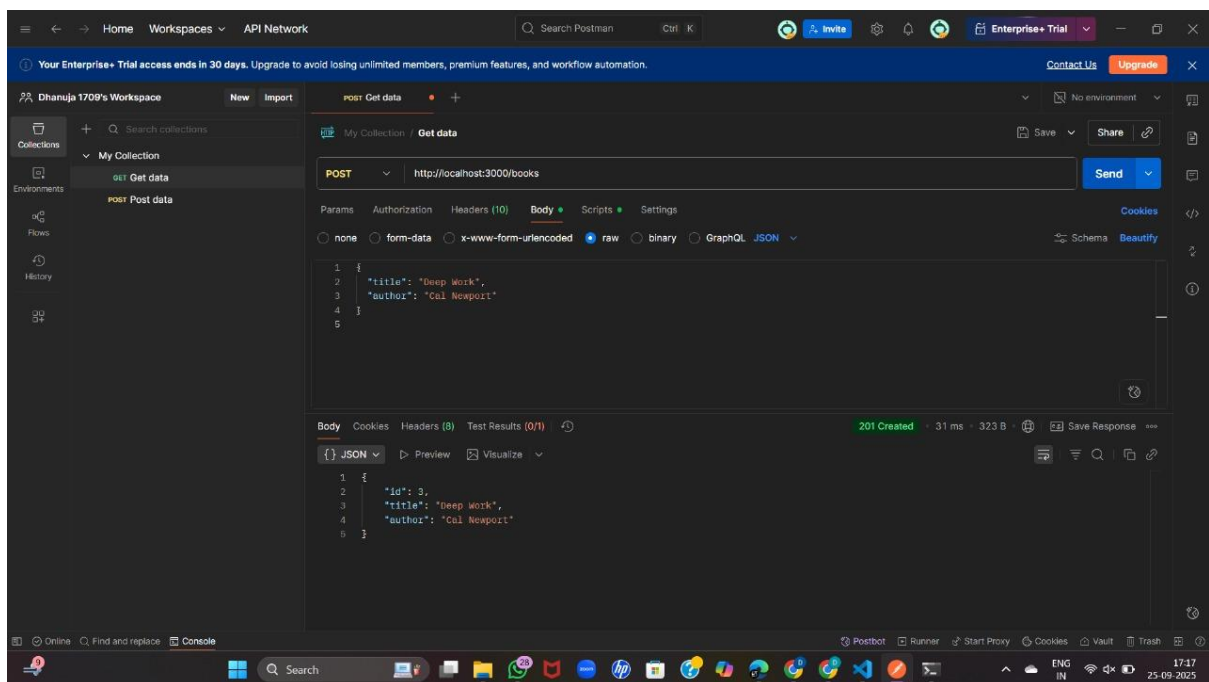 Home Workspaces API Network Search Postman Ctrl K Invite Enterprise+ Trial
Your Enterprise+ Trial access ends in 30 days. Upgrade to avoid losing unlimited members, premium features, and workflow automation. Contact Us Upgrade
Dhanuja 1709's Workspace New Import POST Get data No environment
Collections
Search collections
HTTP My Collection / Get data Save Share
My Collection
GET Get data
POST Post data
Environments
Flows
History
POST http://localhost:3000/books Send
Params Authorization Headers (10) Body Scripts Settings Cookies
none form-data x-www-form-urlencoded raw binary GraphQL JSON Schema Beautify
1 {
2 "title": "Deep Work",
3 "author": "Cal Newport"
4 }
5
Body Cookies Headers (8) Test Results (0/1) 201 Created 31 ms 323 B Save Response
{} JSON Preview Visualize
1 {
2 "id": 3,
3 "title": "Deep Work",
4 "author": "Cal Newport"
5 }
Online Find and replace Console Postbot Runner Start Proxy Cookies Vault Trash
9 Search 28 hp ENG 17:17
IN 25-09-2025